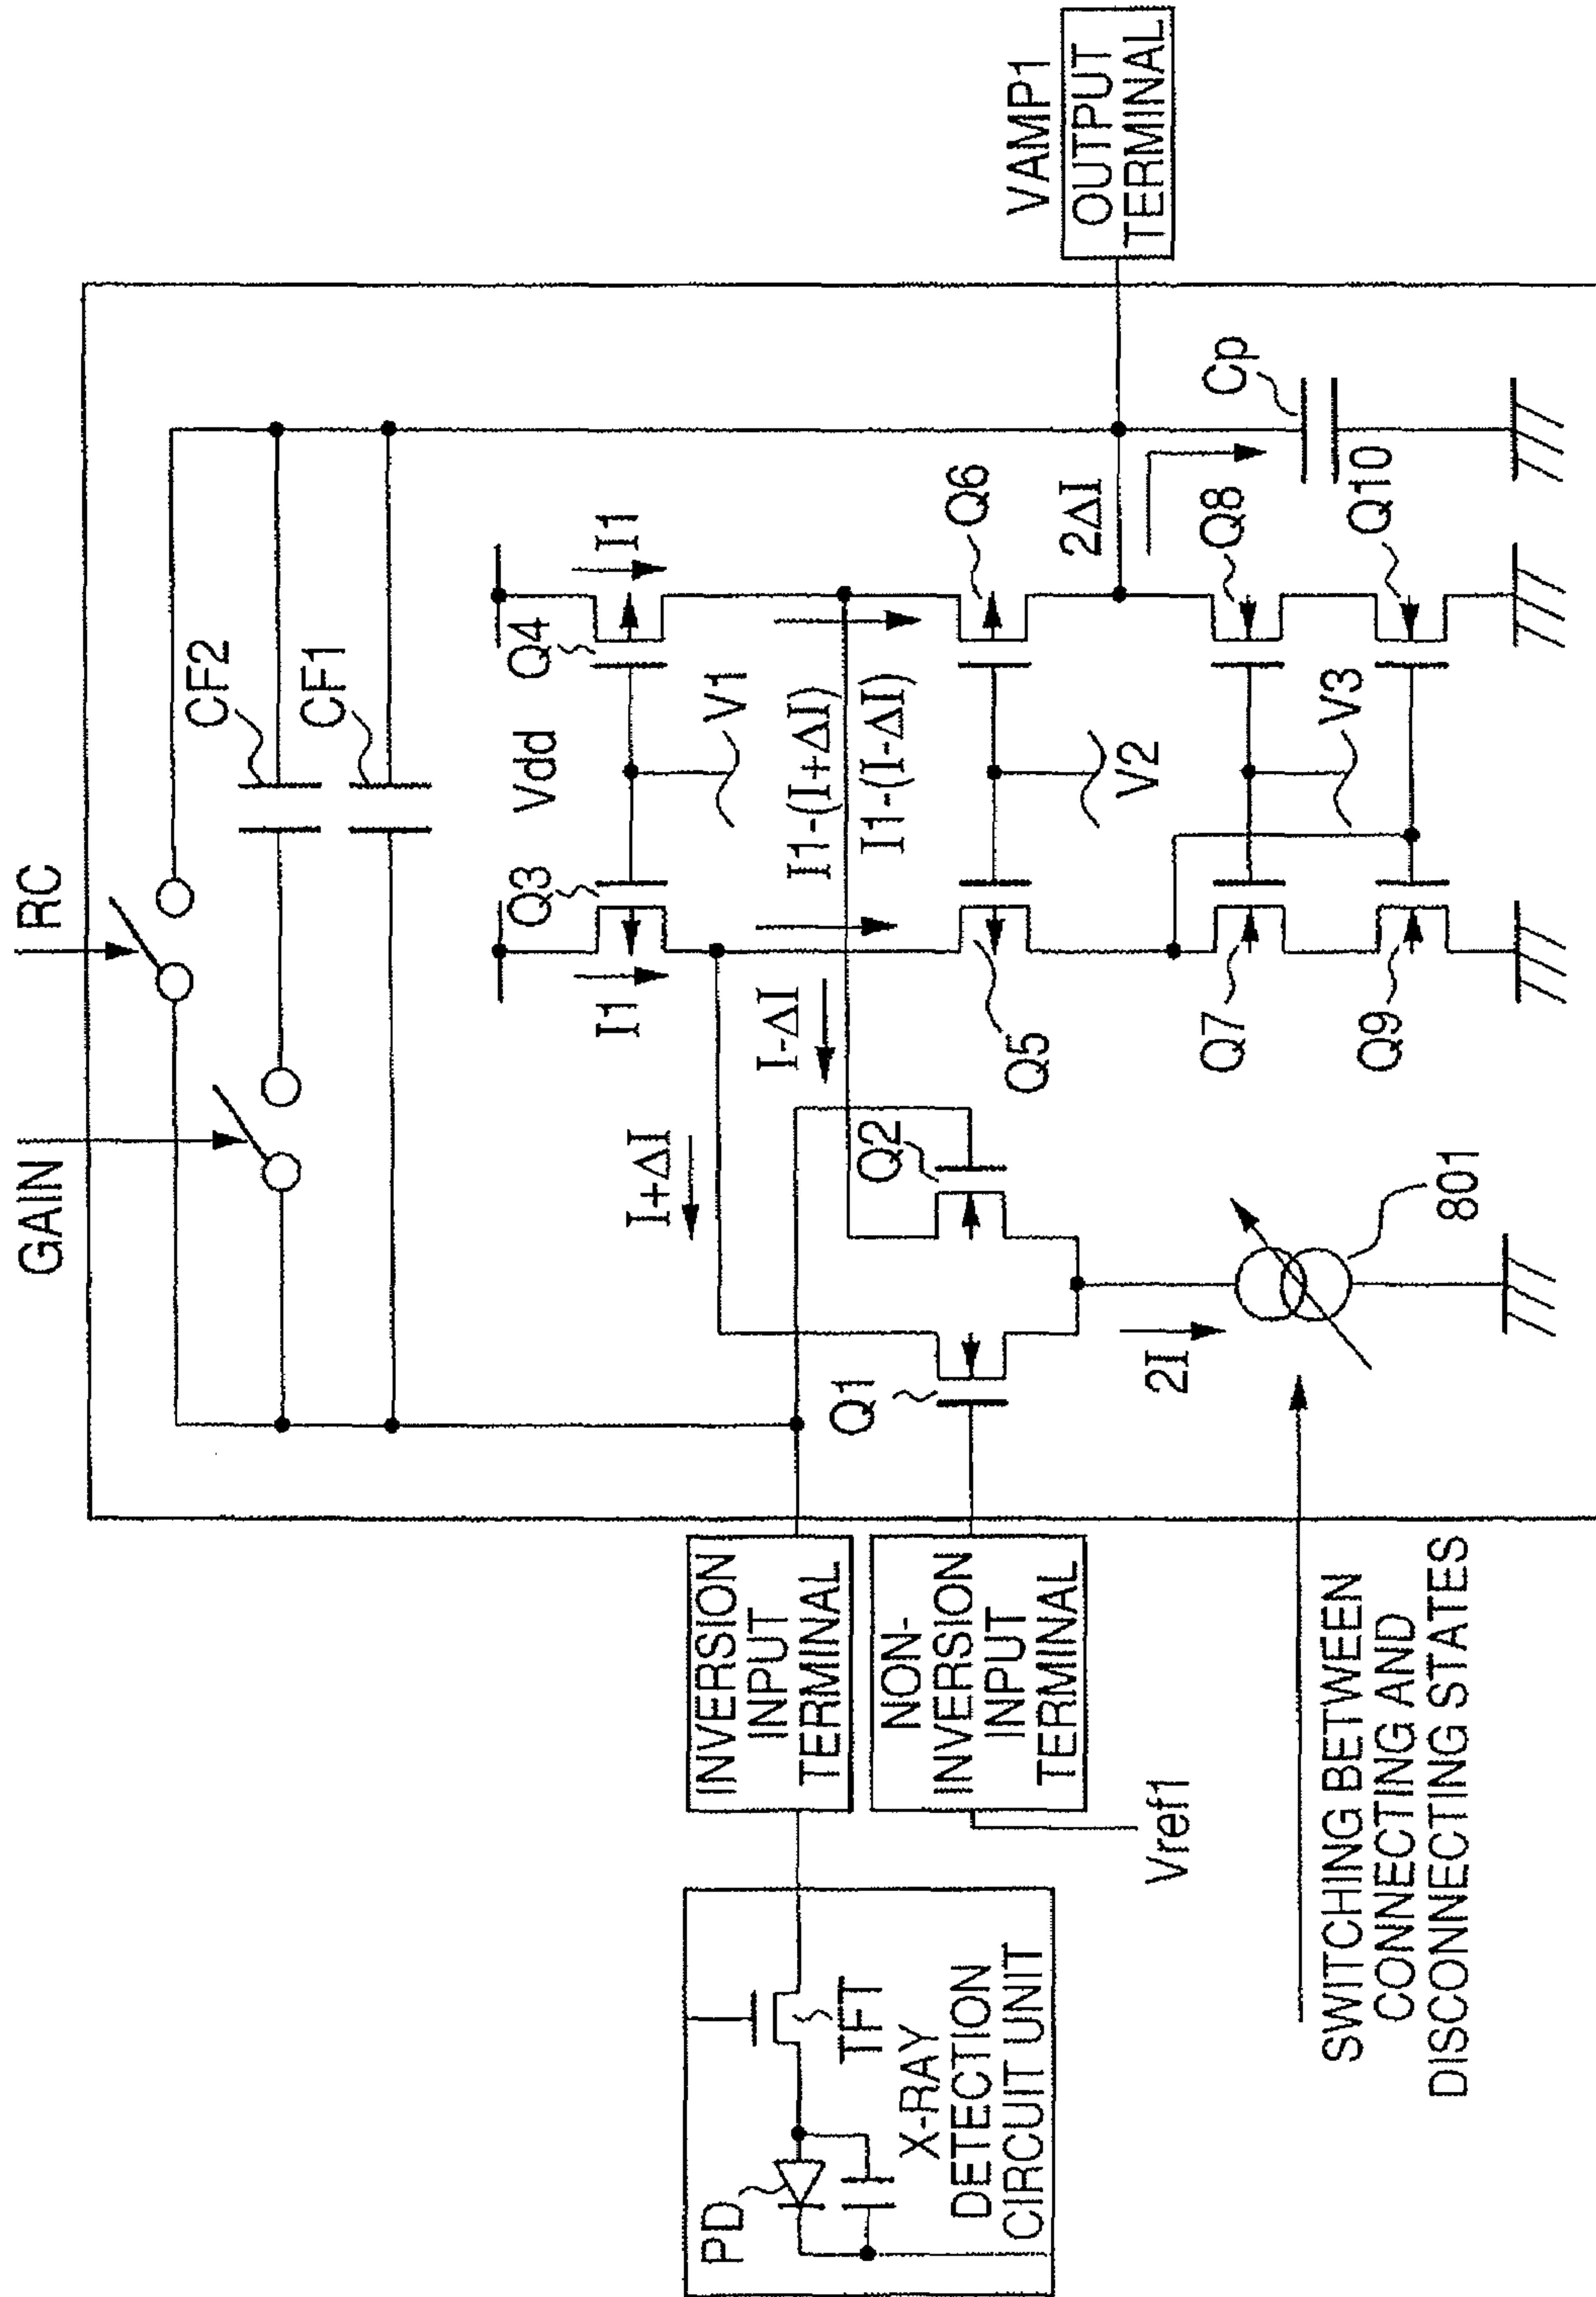 GAIN
RC
CF2
CF1
Vdd
Q3
Q4
I1
I1
V1
I+ΔI
I-ΔI
I1-(I+ΔI)
I1-(I-ΔI)
Q1
Q2
Q5
Q6
V2
2ΔI
VAMP1
OUTPUT
TERMINAL
Q7
Q8
V3
Q9
Q10
Cp
2I
801
INVERSION
INPUT
TERMINAL
NON-
INVERSION
INPUT
TERMINAL
Vref1
PD
TFT
X-RAY
DETECTION
CIRCUIT UNIT
SWITCHING BETWEEN
CONNECTING AND
DISCONNECTING STATES